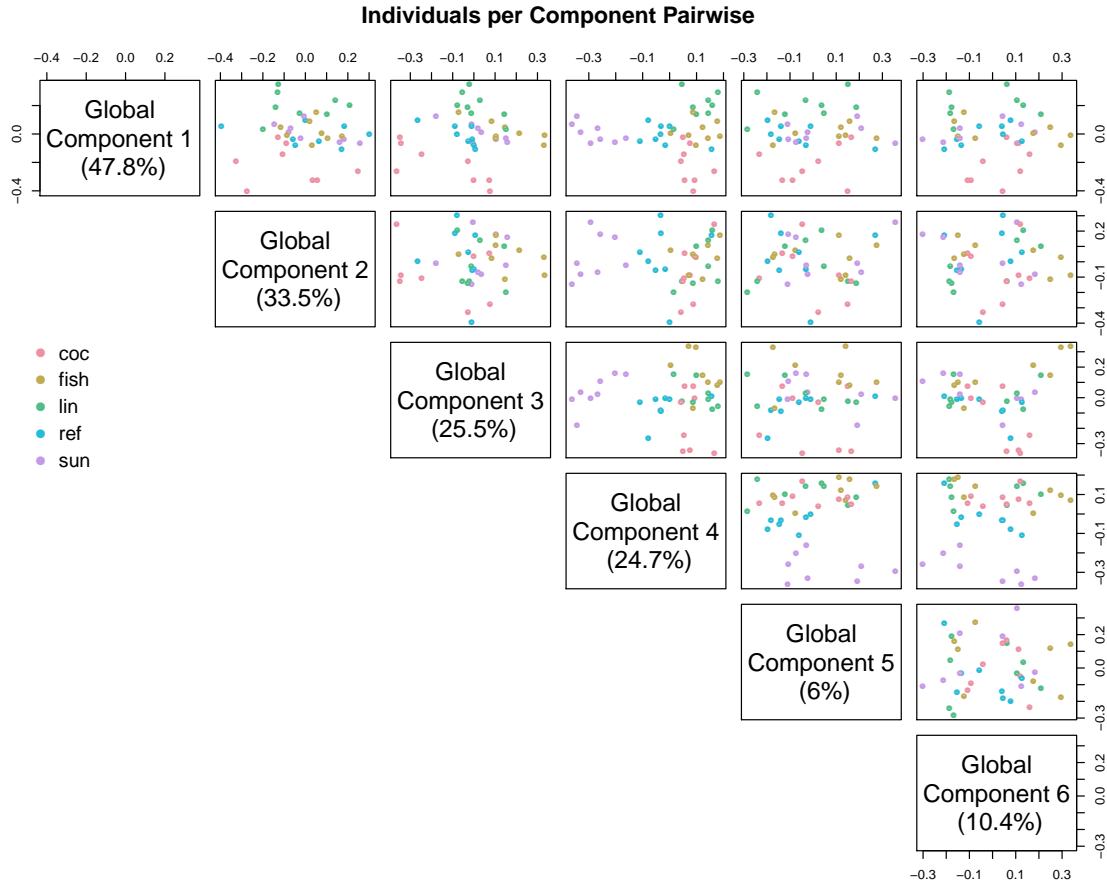 Individuals per Component Pairwise
−0.4 −0.2 0.0 0.2
−0.4 −0.2 0.0 0.2
−0.3 −0.1 0.1 0.3
−0.3 −0.1 0.1
−0.3 −0.1 0.1 0.3
−0.3 −0.1 0.1 0.3
Global
Component 1
(47.8%)
0.0
−0.4
0.0
−0.4
Global
Component 2
(33.5%)
0.2
−0.1
−0.4
coc
fish
lin
ref
sun
Global
Component 3
(25.5%)
0.2
0.0
−0.3
Global
Component 4
(24.7%)
0.1
−0.1
−0.3
Global
Component 5
(6%)
0.2
0.0
−0.3
Global
Component 6
(10.4%)
0.2
0.0
−0.3
−0.3 −0.1 0.1 0.3